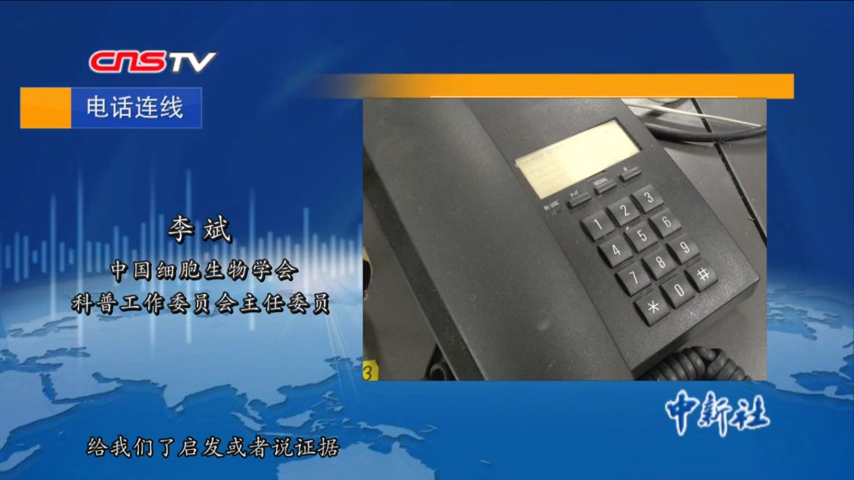 CNSTV
电话连线
李斌
中国细胞生物学会
科普工作委员会主任委员
IN USE
1 2 3
4 5 6
7 8 9
* 0 #
3
中新社
给我们了启发或者说证据